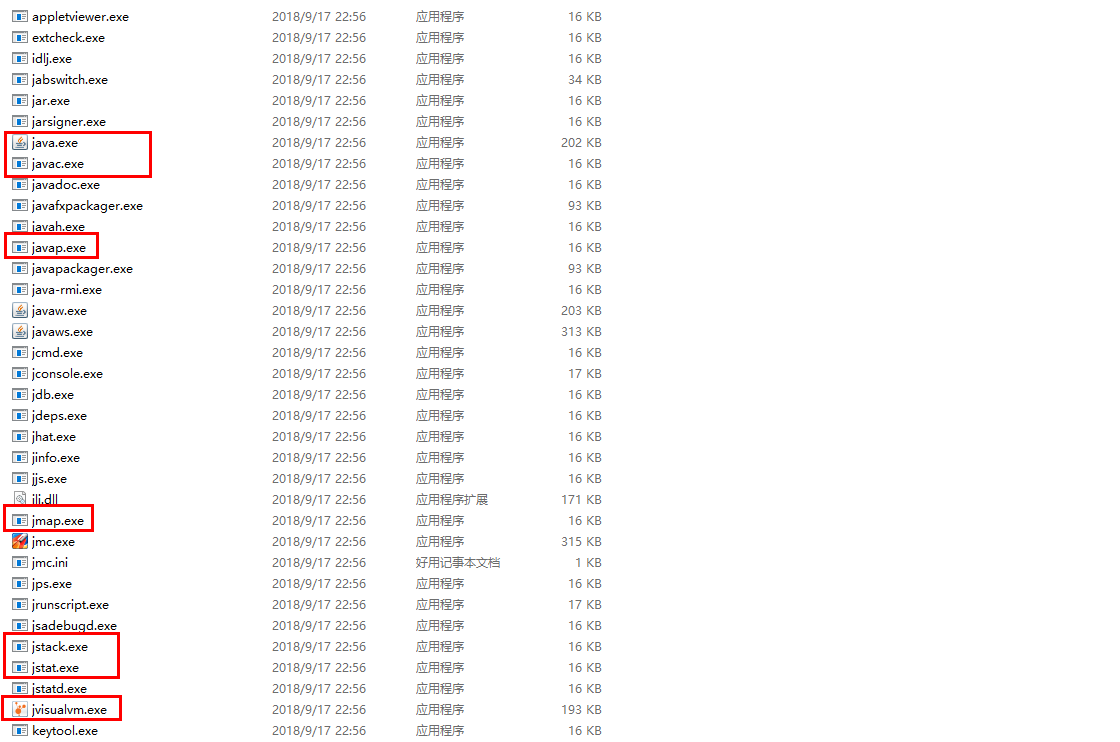 appletviewer.exe 2018/9/17 22:56 应用程序 16 KB
extcheck.exe 2018/9/17 22:56 应用程序 16 KB
idlj.exe 2018/9/17 22:56 应用程序 16 KB
jabswitch.exe 2018/9/17 22:56 应用程序 34 KB
jar.exe 2018/9/17 22:56 应用程序 16 KB
jarsigner.exe 2018/9/17 22:56 应用程序 16 KB
java.exe 2018/9/17 22:56 应用程序 202 KB
javac.exe 2018/9/17 22:56 应用程序 16 KB
javadoc.exe 2018/9/17 22:56 应用程序 16 KB
javafxpackager.exe 2018/9/17 22:56 应用程序 93 KB
javah.exe 2018/9/17 22:56 应用程序 16 KB
javap.exe 2018/9/17 22:56 应用程序 16 KB
javapackager.exe 2018/9/17 22:56 应用程序 93 KB
java-rmi.exe 2018/9/17 22:56 应用程序 16 KB
javaw.exe 2018/9/17 22:56 应用程序 203 KB
javaws.exe 2018/9/17 22:56 应用程序 313 KB
jcmd.exe 2018/9/17 22:56 应用程序 16 KB
jconsole.exe 2018/9/17 22:56 应用程序 17 KB
jdb.exe 2018/9/17 22:56 应用程序 16 KB
jdeps.exe 2018/9/17 22:56 应用程序 16 KB
jhat.exe 2018/9/17 22:56 应用程序 16 KB
jinfo.exe 2018/9/17 22:56 应用程序 16 KB
jjs.exe 2018/9/17 22:56 应用程序 16 KB
jli.dll 2018/9/17 22:56 应用程序扩展 171 KB
jmap.exe 2018/9/17 22:56 应用程序 16 KB
jmc.exe 2018/9/17 22:56 应用程序 315 KB
jmc.ini 2018/9/17 22:56 好用记事本文档 1 KB
jps.exe 2018/9/17 22:56 应用程序 16 KB
jrunscript.exe 2018/9/17 22:56 应用程序 17 KB
jsadebugd.exe 2018/9/17 22:56 应用程序 16 KB
jstack.exe 2018/9/17 22:56 应用程序 16 KB
jstat.exe 2018/9/17 22:56 应用程序 16 KB
jstatd.exe 2018/9/17 22:56 应用程序 16 KB
jvisualvm.exe 2018/9/17 22:56 应用程序 193 KB
keytool.exe 2018/9/17 22:56 应用程序 16 KB